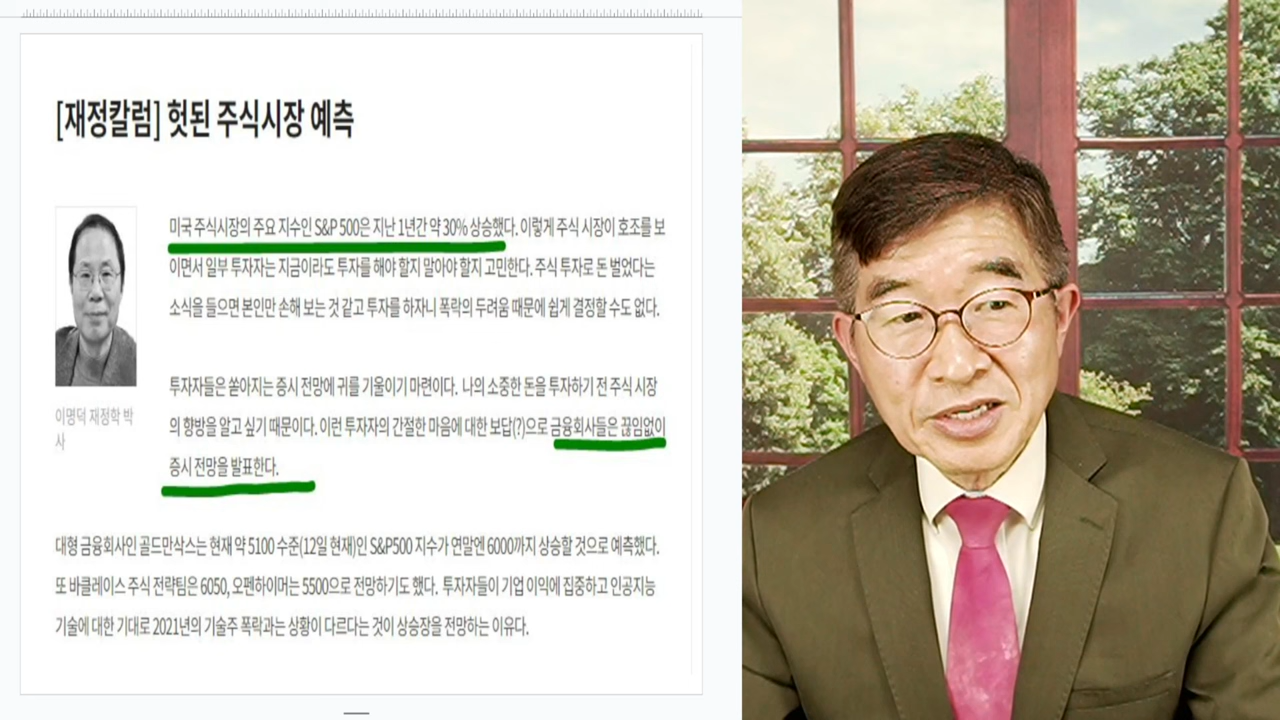 [재정칼럼] 헛된 주식시장 예측
미국 주식시장의 주요 지수인 S&P 500은 지난 1년간 약 30% 상승했다. 이렇게 주식 시장이 호조를 보
이면서 일부 투자자는 지금이라도 투자를 해야 할지 말아야 할지 고민한다. 주식 투자로 돈 벌었다는
소식을 들으면 본인만 손해 보는 것 같고 투자를 하자니 폭락의 두려움 때문에 쉽게 결정할 수도 없다.
이명덕 재정학 박
사
투자자들은 쏟아지는 증시 전망에 귀를 기울이기 마련이다. 나의 소중한 돈을 투자하기 전 주식 시장
의 향방을 알고 싶기 때문이다. 이런 투자자의 간절한 마음에 대한 보답(?)으로 금융회사들은 끊임없이
증시 전망을 발표한다.
대형 금융회사인 골드만삭스는 현재 약 5100 수준(12일 현재)인 S&P500 지수가 연말엔 6000까지 상승할 것으로 예측했다.
또 바클레이스 주식 전략팀은 6050, 오펜하이머는 5500으로 전망하기도 했다. 투자자들이 기업 이익에 집중하고 인공지능
기술에 대한 기대로 2021년의 기술주 폭락과는 상황이 다르다는 것이 상승장을 전망하는 이유다.